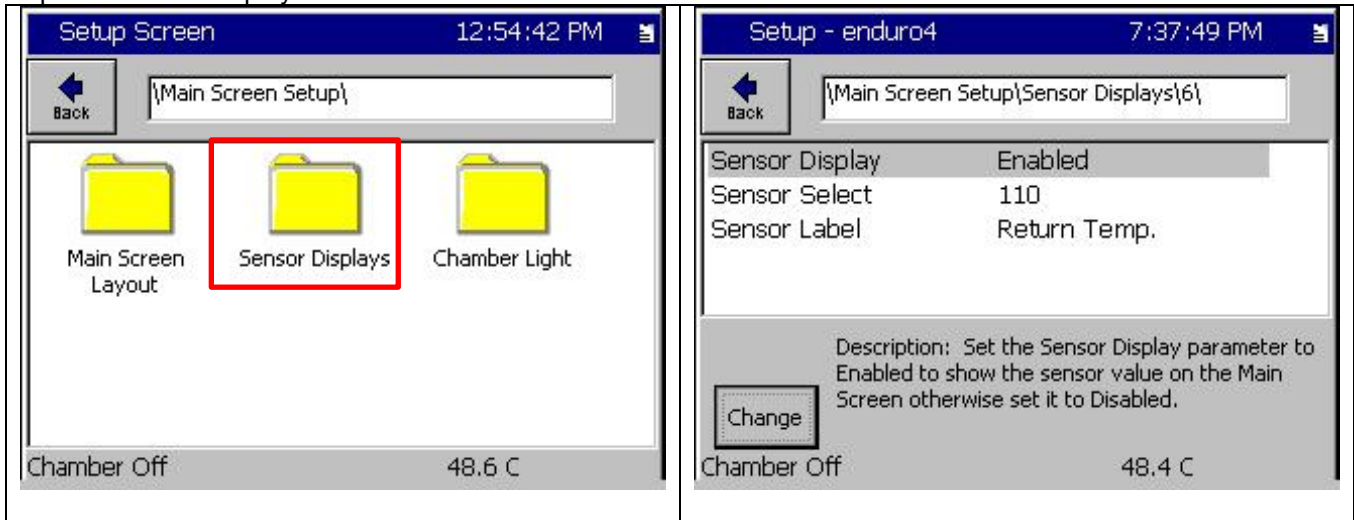 Setup Screen 12:54:42 PM
Back
\Main Screen Setup\
Main Screen Layout
Sensor Displays
Chamber Light
Chamber Off 48.6 C
Setup - enduro4 7:37:49 PM
Back
\Main Screen Setup\Sensor Displays\6\
Sensor Display Enabled
Sensor Select 110
Sensor Label Return Temp.
Description: Set the Sensor Display parameter to
Enabled to show the sensor value on the Main
Screen otherwise set it to Disabled.
Change
Chamber Off 48.4 C